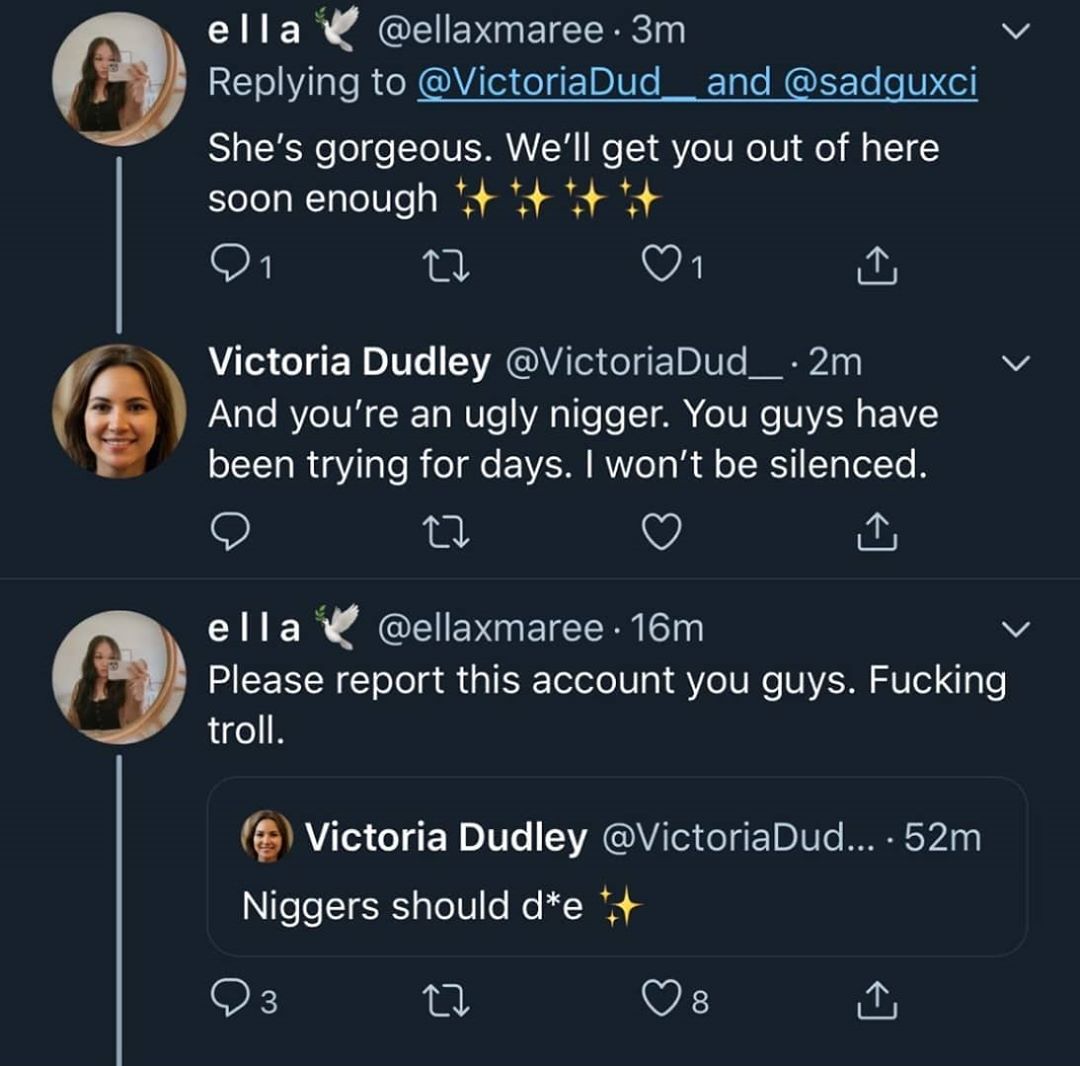 ella 🕊 @ellaxmaree · 3m
Replying to @VictoriaDud__ and @sadguxci
She's gorgeous. We'll get you out of here
soon enough ✨✨✨✨
1 1
Victoria Dudley @VictoriaDud__ · 2m
And you're an ugly nigger. You guys have
been trying for days. I won't be silenced.
ella 🕊 @ellaxmaree · 16m
Please report this account you guys. Fucking
troll.
Victoria Dudley @VictoriaDud... · 52m
Niggers should d*e ✨
3 8